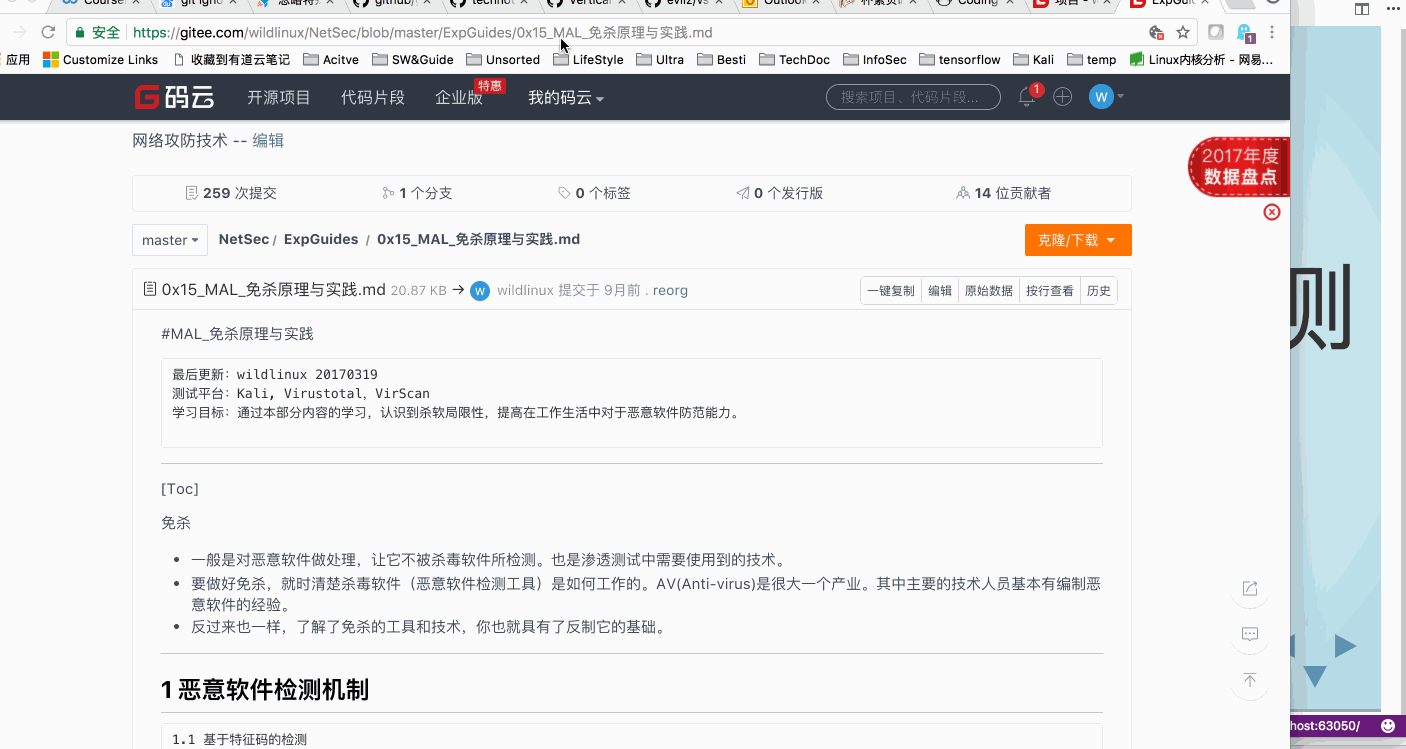 安全 https://gitee.com/wildlinux/NetSec/blob/master/ExpGuides/0x15_MAL_免杀原理与实践.md
1
应用 Customize Links 收藏到有道云笔记 Acitve SW&Guide Unsorted LifeStyle Ultra Besti TechDoc InfoSec tensorflow Kali temp Linux内核分析 - 网易...
G 码云 开源项目 代码片段 企业版 特惠 我的码云 搜索项目、代码片段... 1 W
网络攻防技术 -- 编辑
2017年度
数据盘点
259 次提交 1 个分支 0 个标签 0 个发行版 14 位贡献者
master NetSec / ExpGuides / 0x15_MAL_免杀原理与实践.md 克隆/下载
0x15_MAL_免杀原理与实践.md 20.87 KB → W wildlinux 提交于 9月前 . reorg 一键复制 编辑 原始数据 按行查看 历史
#MAL_免杀原理与实践
最后更新：wildlinux 20170319
测试平台：Kali, Virustotal，VirScan
学习目标：通过本部分内容的学习，认识到杀软局限性，提高在工作生活中对于恶意软件防范能力。
[Toc]
免杀
• 一般是对恶意软件做处理，让它不被杀毒软件所检测。也是渗透测试中需要使用到的技术。
• 要做好免杀，就时清楚杀毒软件（恶意软件检测工具）是如何工作的。AV(Anti-virus)是很大一个产业。其中主要的技术人员基本有编制恶
意软件的经验。
• 反过来也一样，了解了免杀的工具和技术，你也就具有了反制它的基础。
1 恶意软件检测机制
1.1 基于特征码的检测
则
host:63050/